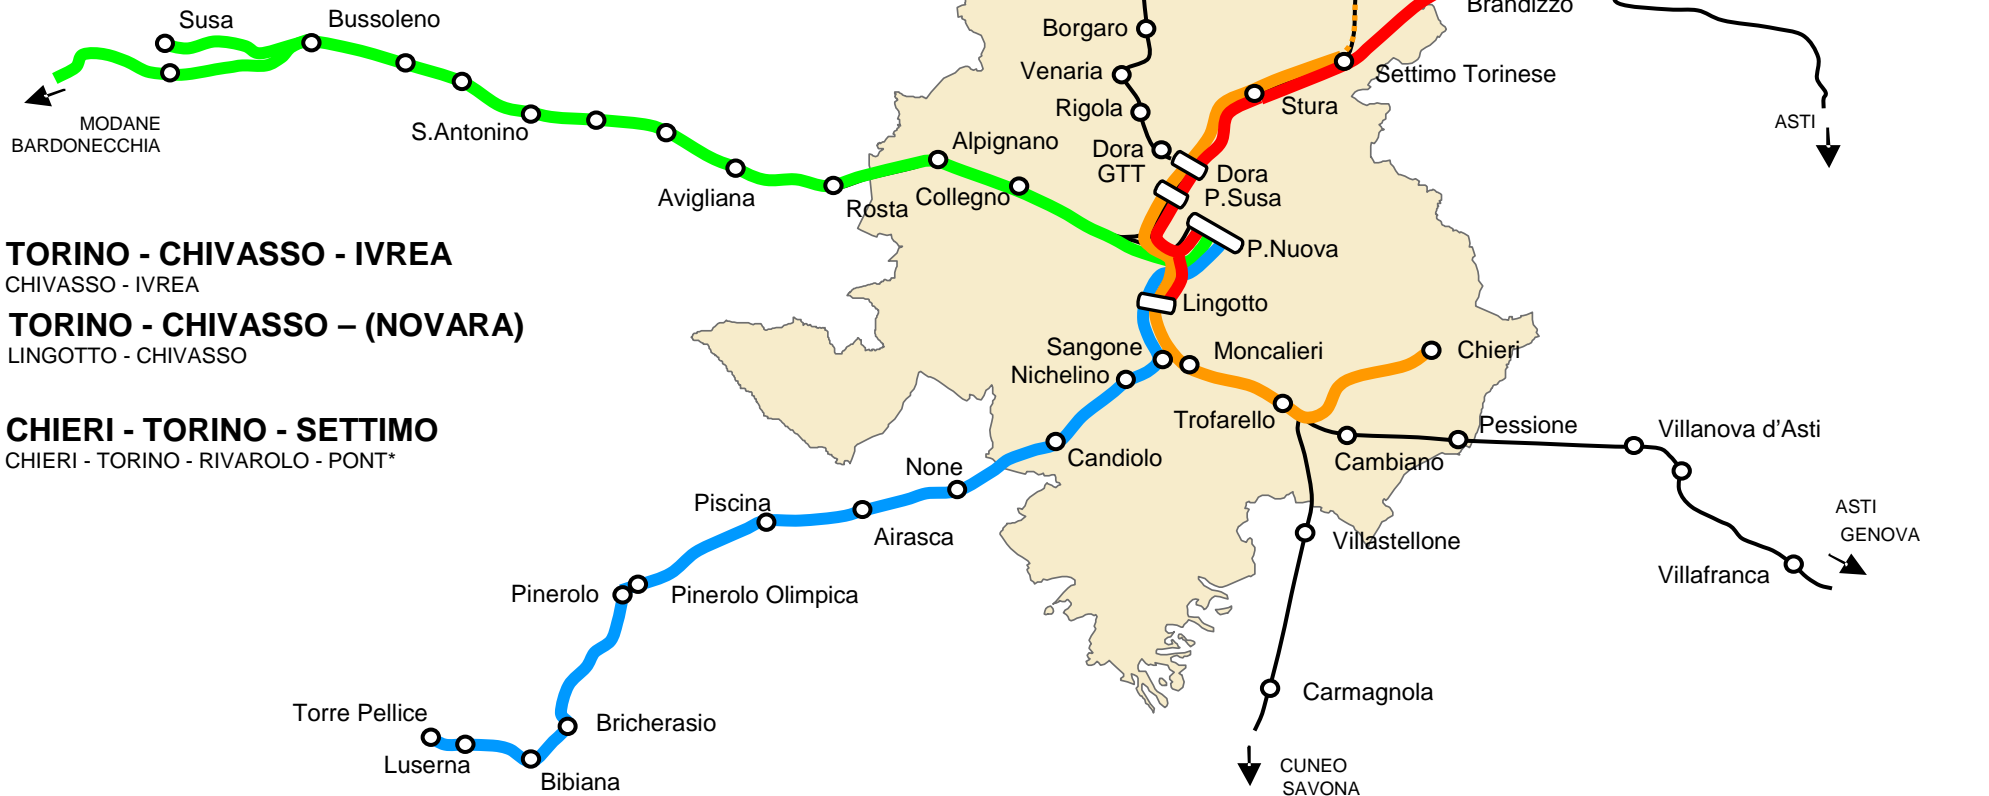 Brandizzo
Susa
Bussoleno
Borgaro
Venaria
Settimo Torinese
Rigola
Stura
MODANE
BARDONECCHIA
S.Antonino
ASTI
Alpignano
Dora
GTT
Dora
Avigliana
Rosta
Collegno
P.Susa
P.Nuova
TORINO - CHIVASSO - IVREA
CHIVASSO - IVREA
Lingotto
TORINO - CHIVASSO – (NOVARA)
LINGOTTO - CHIVASSO
Sangone
Moncalieri
Chieri
Nichelino
Trofarello
CHIERI - TORINO - SETTIMO
CHIERI - TORINO - RIVAROLO - PONT*
Pessione
Villanova d’Asti
Candiolo
Cambiano
None
Piscina
Airasca
ASTI
GENOVA
Villastellone
Villafranca
Pinerolo
Pinerolo Olimpica
Carmagnola
Torre Pellice
Bricherasio
Luserna
Bibiana
CUNEO
SAVONA